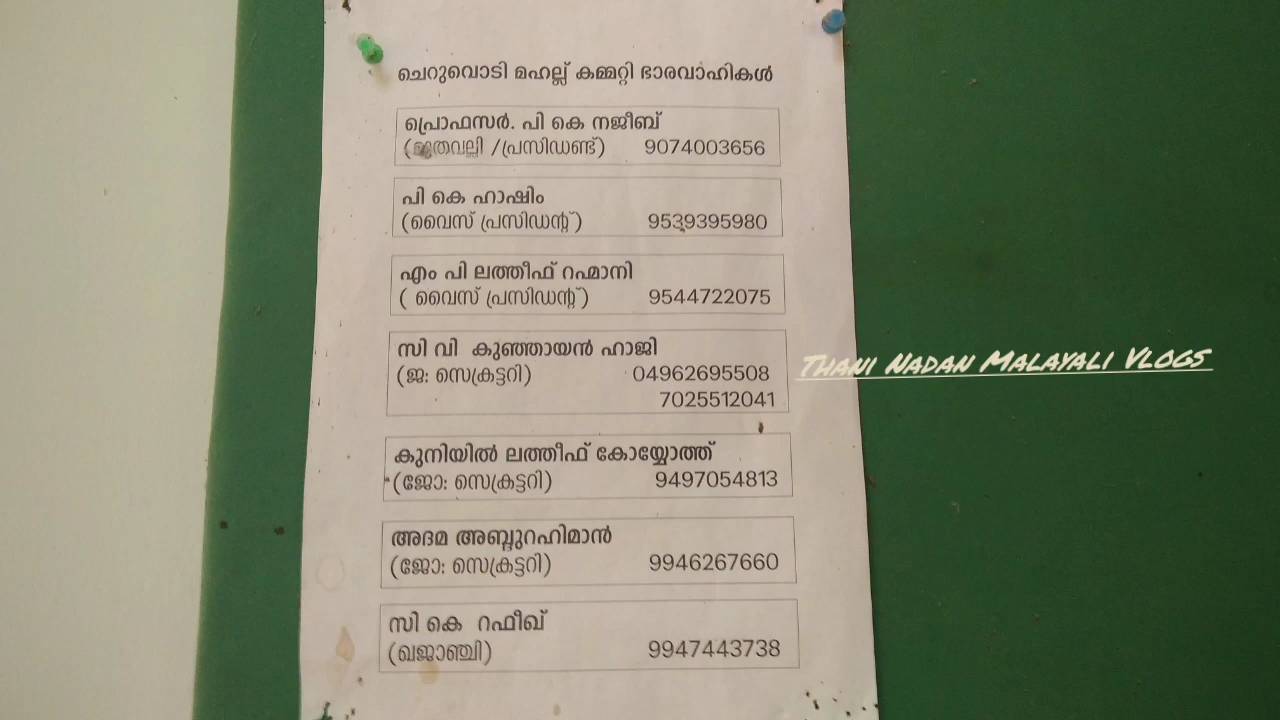 ചെറുവൊടി മഹല്ല് കമ്മറ്റി ഭാരവാഹികൾ
പ്രൊഫസർ. പി കെ നജീബ്
/പ്രസിഡണ്ട്) 9074003656
പി കെ ഹാഷിം
(വൈസ് പ്രസിഡന്റ്) 9539395980
എം പി ലത്തീഫ് റഹ്മാനി
( വൈസ് പ്രസിഡന്റ്) 9544722075
സി വി കുഞ്ഞായൻ ഹാജി
(ജ: സെക്രട്ടറി) 04962695508
7025512041
THANI NADAN MALAYALI VLOGS
കുനിയിൽ ലത്തീഫ് കോയ്യോത്ത്
(ജോ: സെക്രട്ടറി) 9497054813
അദമ അബ്ദുറഹിമാൻ
(ജോ: സെക്രട്ടറി) 9946267660
സി കെ റഫീഖ്
(ഖജാഞ്ചി) 9947443738